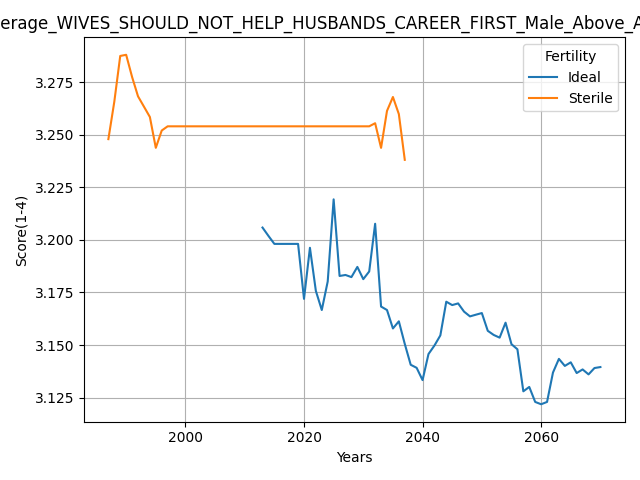 erage_WIVES_SHOULD_NOT_HELP_HUSBANDS_CAREER_FIRST_Male_Above_A
Fertility
Ideal
Sterile
Score(1-4)
3.275
3.250
3.225
3.200
3.175
3.150
3.125
2000 2020 2040 2060
Years